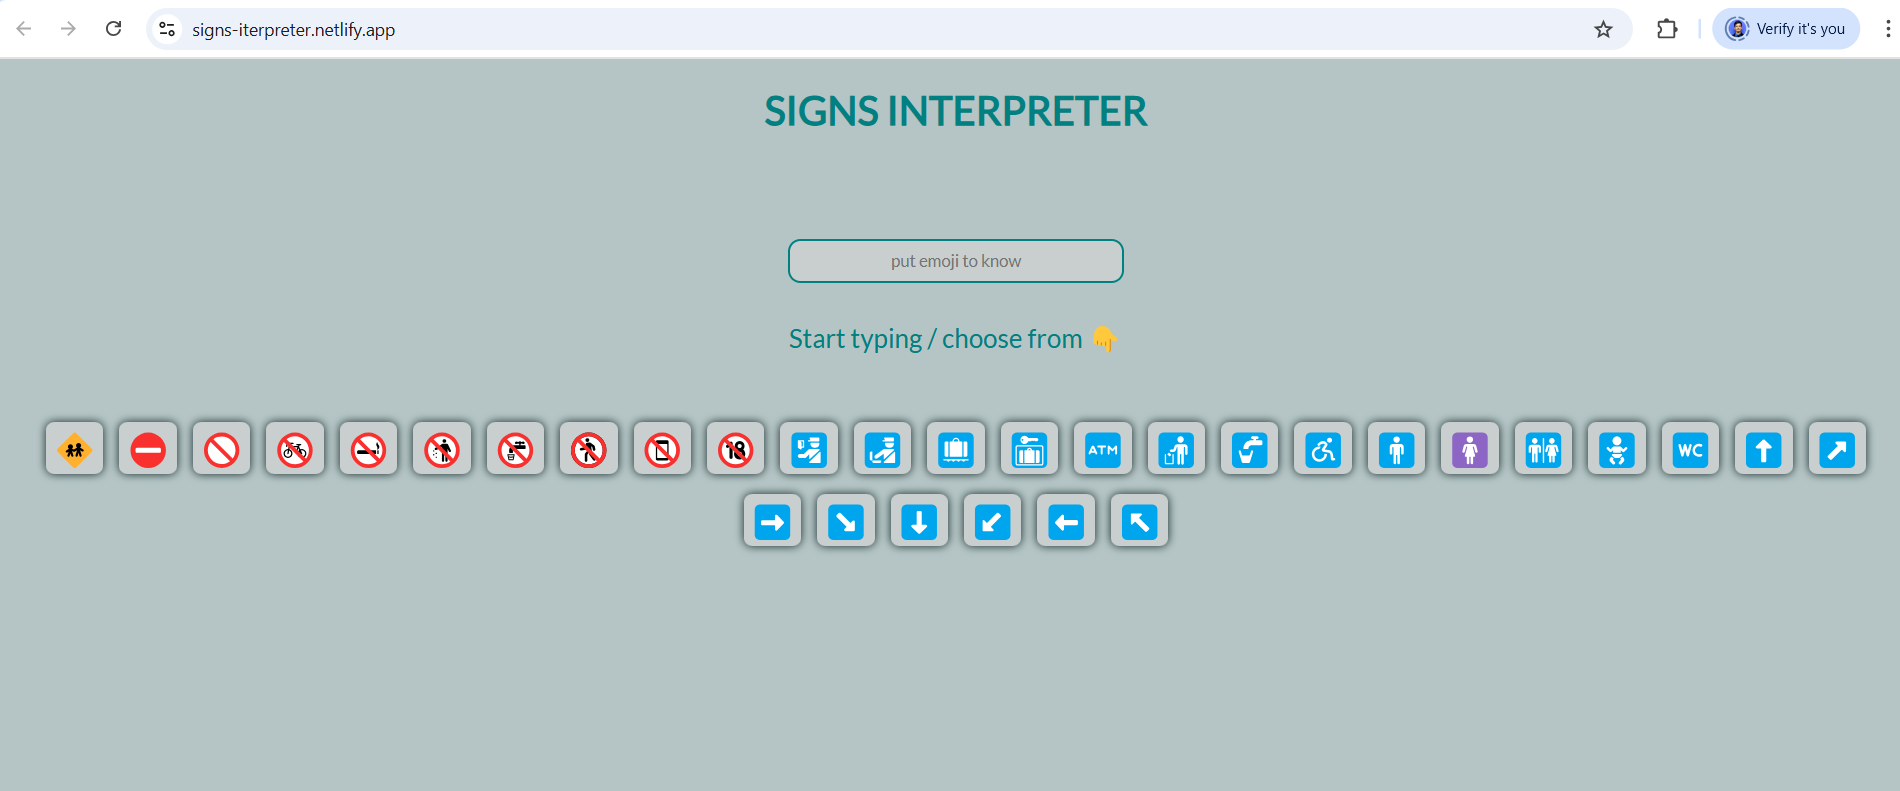 signs-iterpreter.netlify.app
Verify it's you
SIGNS INTERPRETER
put emoji to know
Start typing / choose from 👇
18 ATM WC